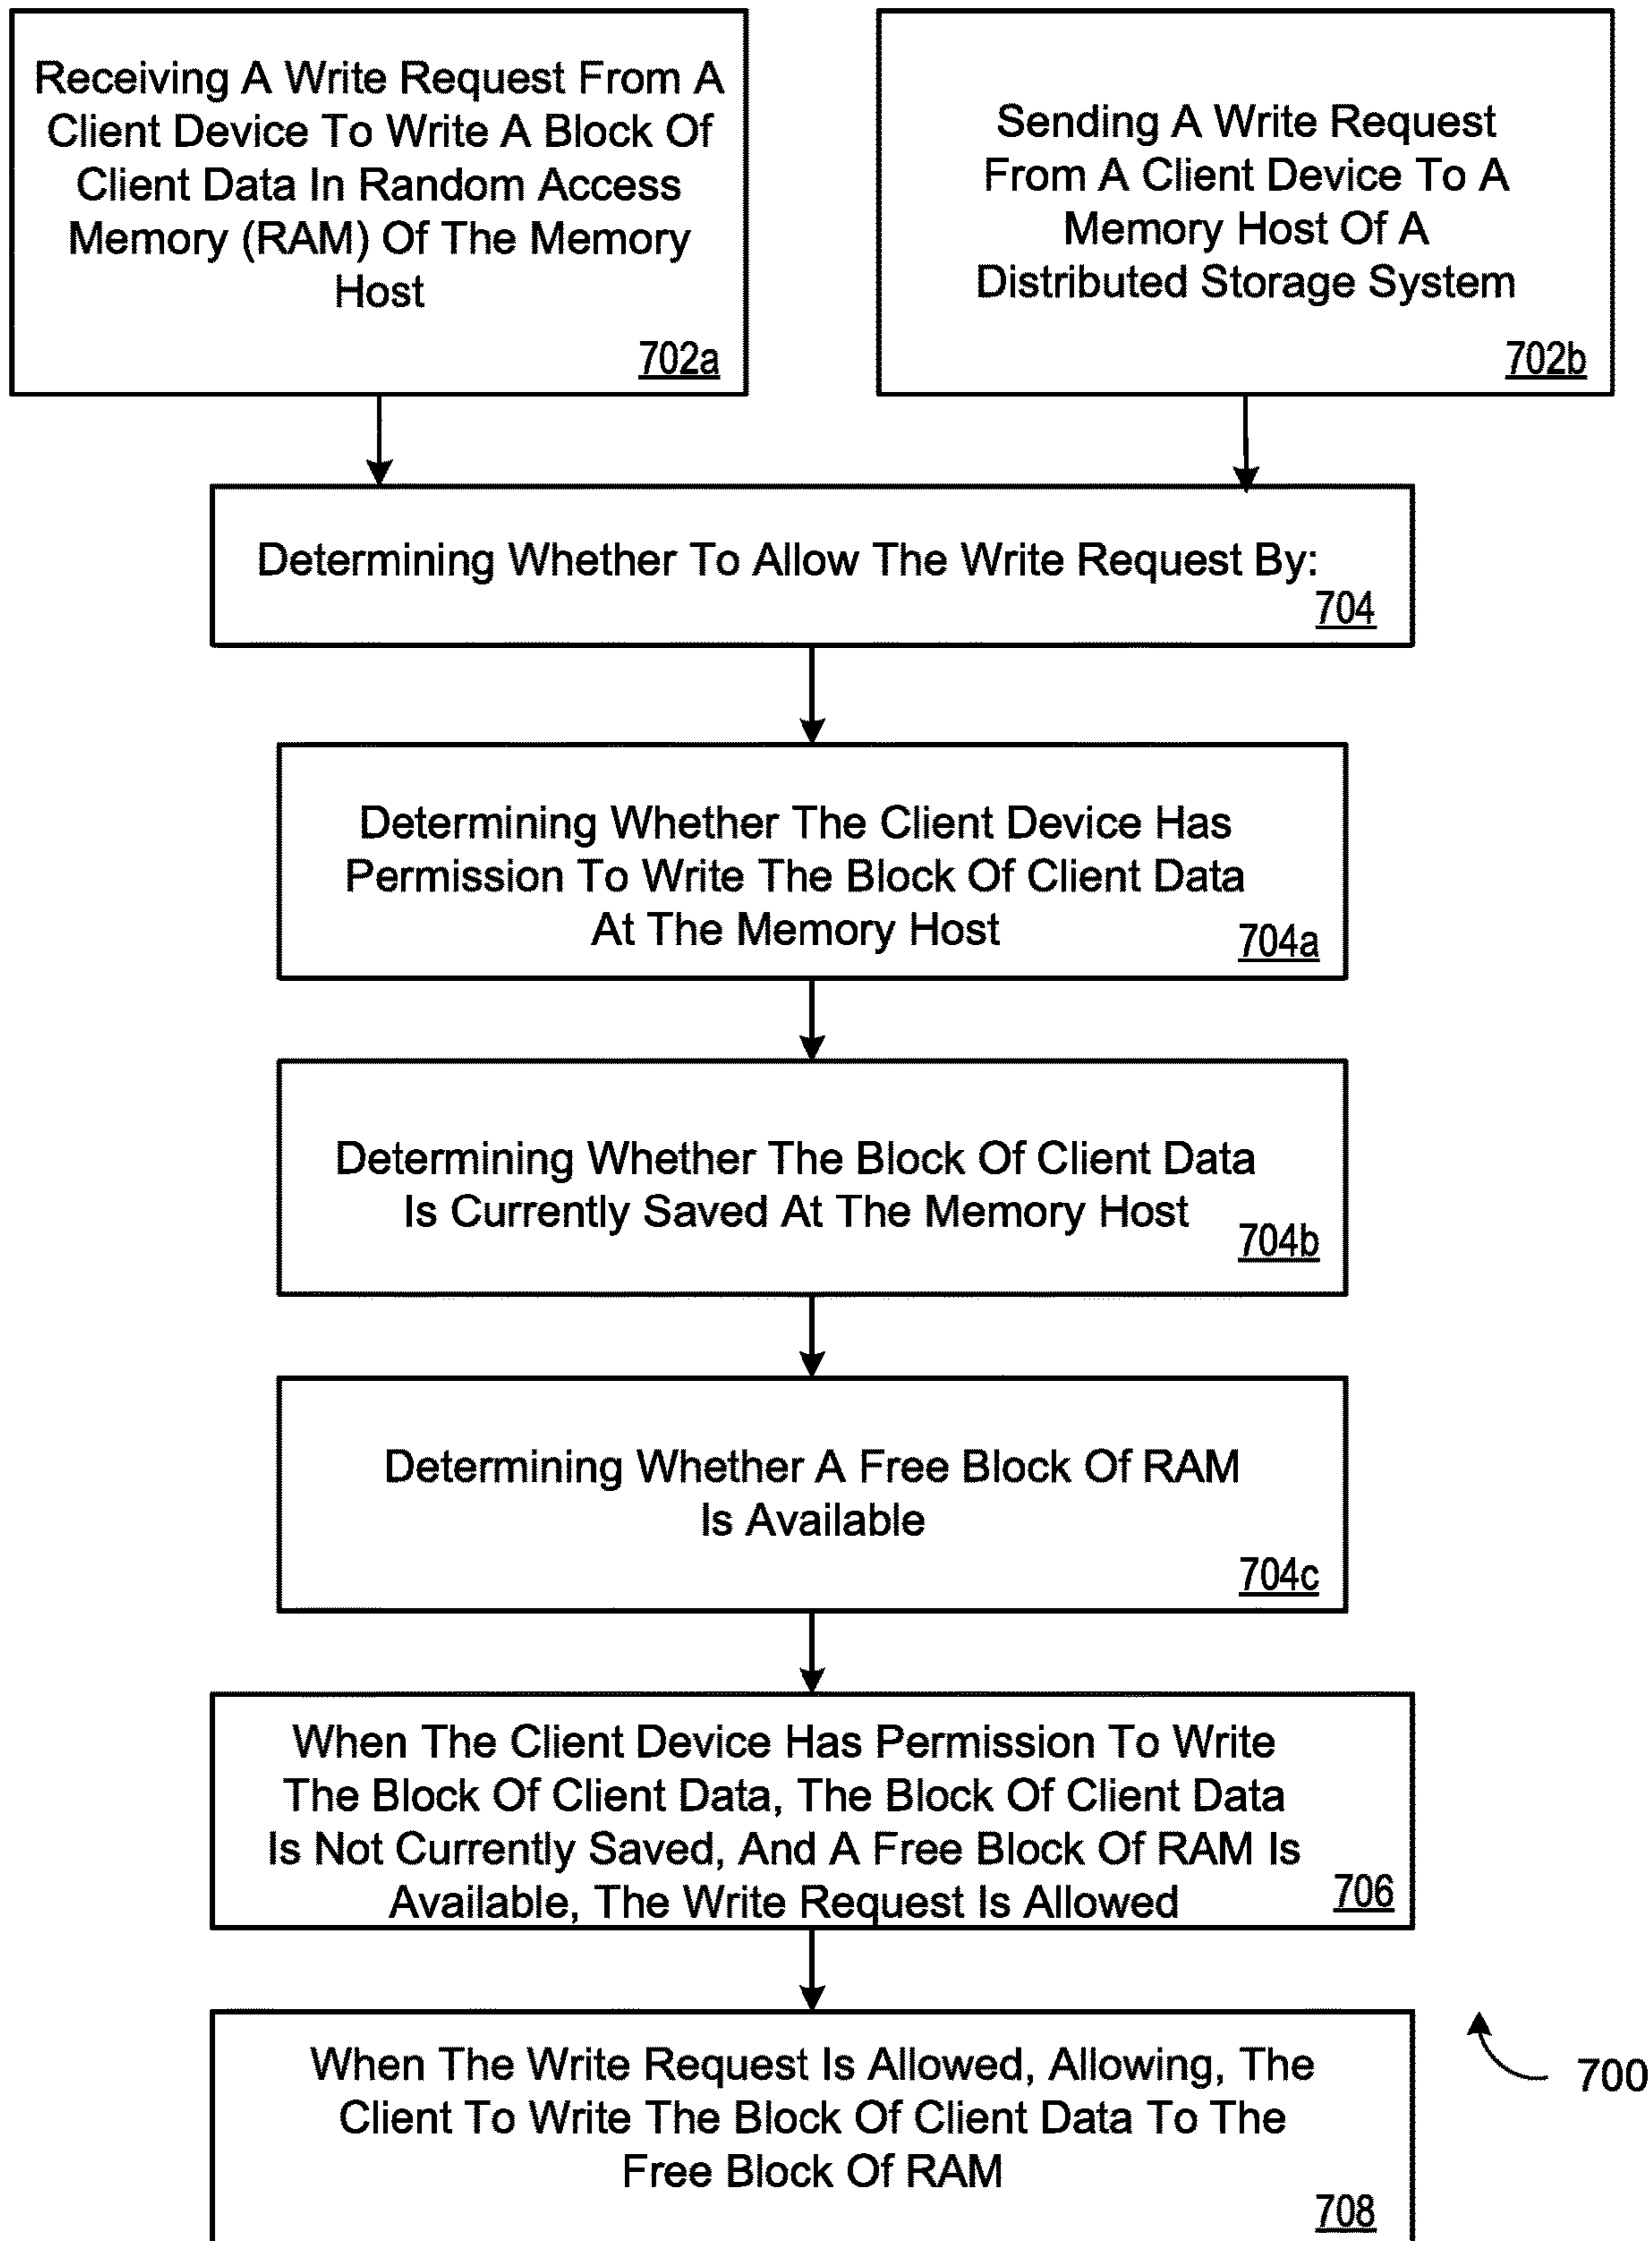 Receiving A Write Request From A
Client Device To Write A Block Of
Client Data In Random Access
Memory (RAM) Of The Memory
Host
702a
Sending A Write Request
From A Client Device To A
Memory Host Of A
Distributed Storage System
702b
Determining Whether To Allow The Write Request By:
704
Determining Whether The Client Device Has
Permission To Write The Block Of Client Data
At The Memory Host
704a
Determining Whether The Block Of Client Data
Is Currently Saved At The Memory Host
704b
Determining Whether A Free Block Of RAM
Is Available
704c
When The Client Device Has Permission To Write
The Block Of Client Data, The Block Of Client Data
Is Not Currently Saved, And A Free Block Of RAM Is
Available, The Write Request Is Allowed
706
When The Write Request Is Allowed, Allowing, The
Client To Write The Block Of Client Data To The
Free Block Of RAM
708
700